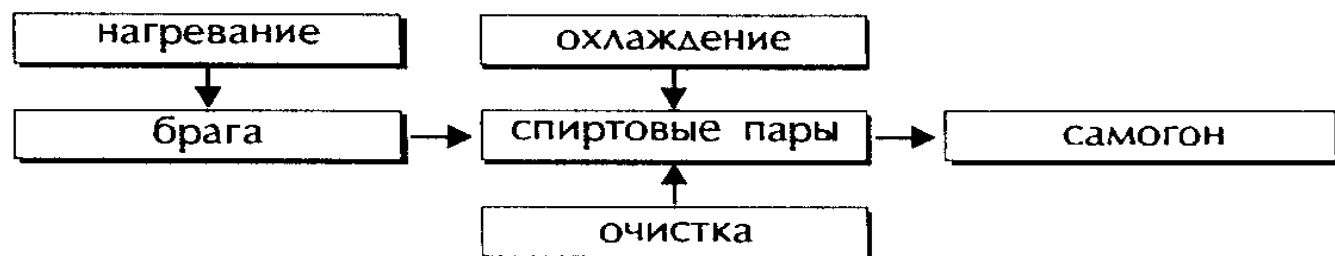 нагревание
охлаждение
брага
спиртовые пары
самогон
очистка